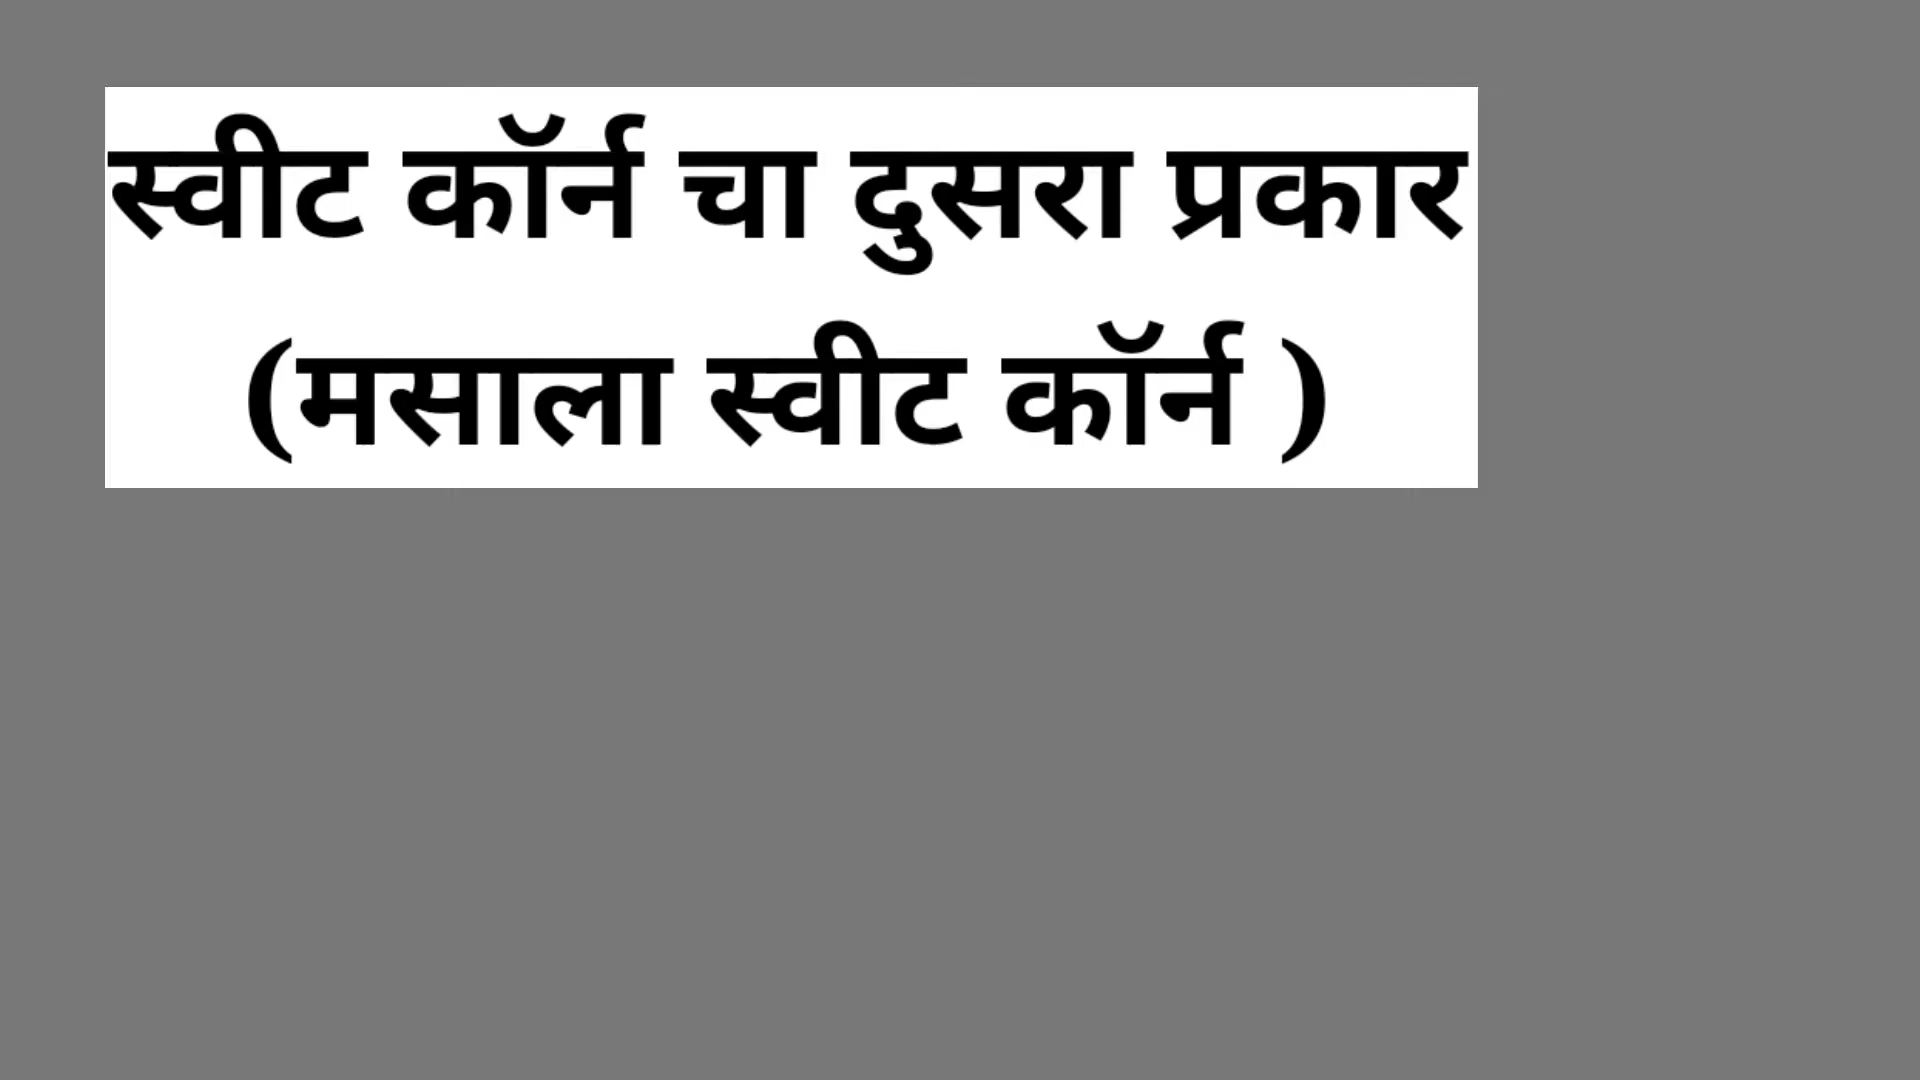 स्वीट कॉर्न चा दुसरा प्रकार
(मसाला स्वीट कॉर्न )